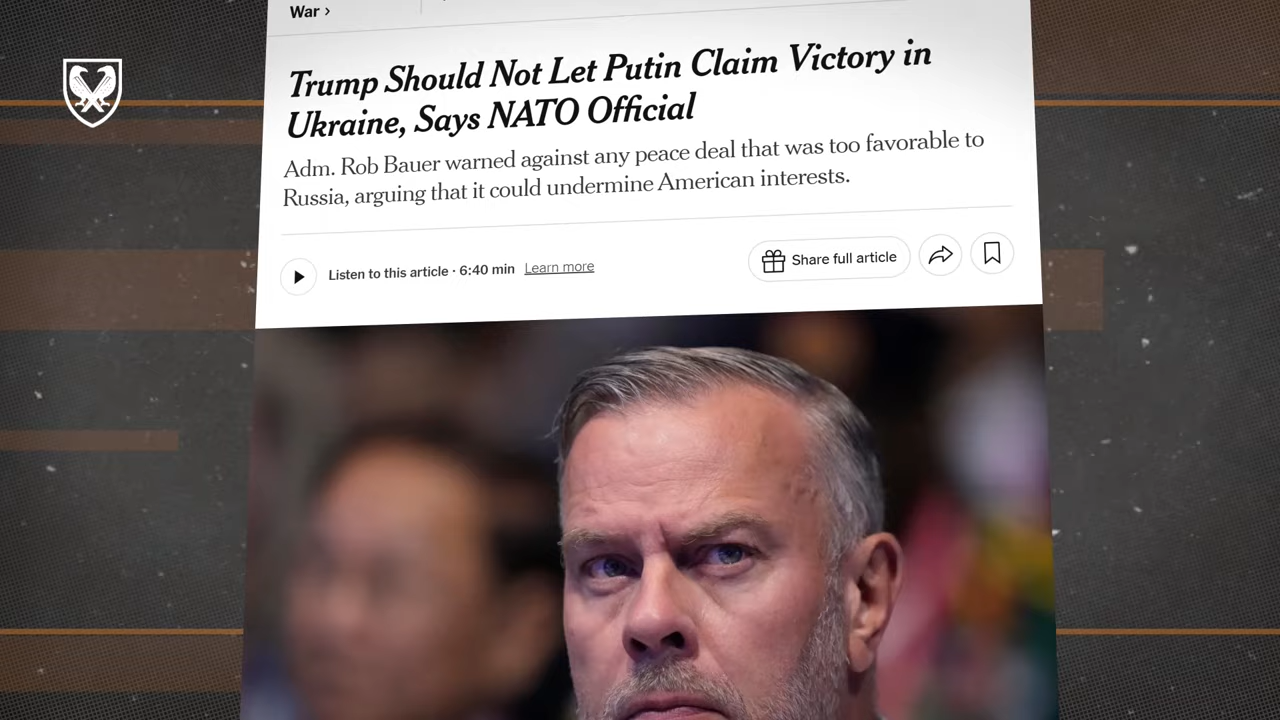 War ›
Trump Should Not Let Putin Claim Victory in
Ukraine, Says NATO Official
Adm. Rob Bauer warned against any peace deal that was too favorable to
Russia, arguing that it could undermine American interests.
Listen to this article · 6:40 min Learn more
Share full article